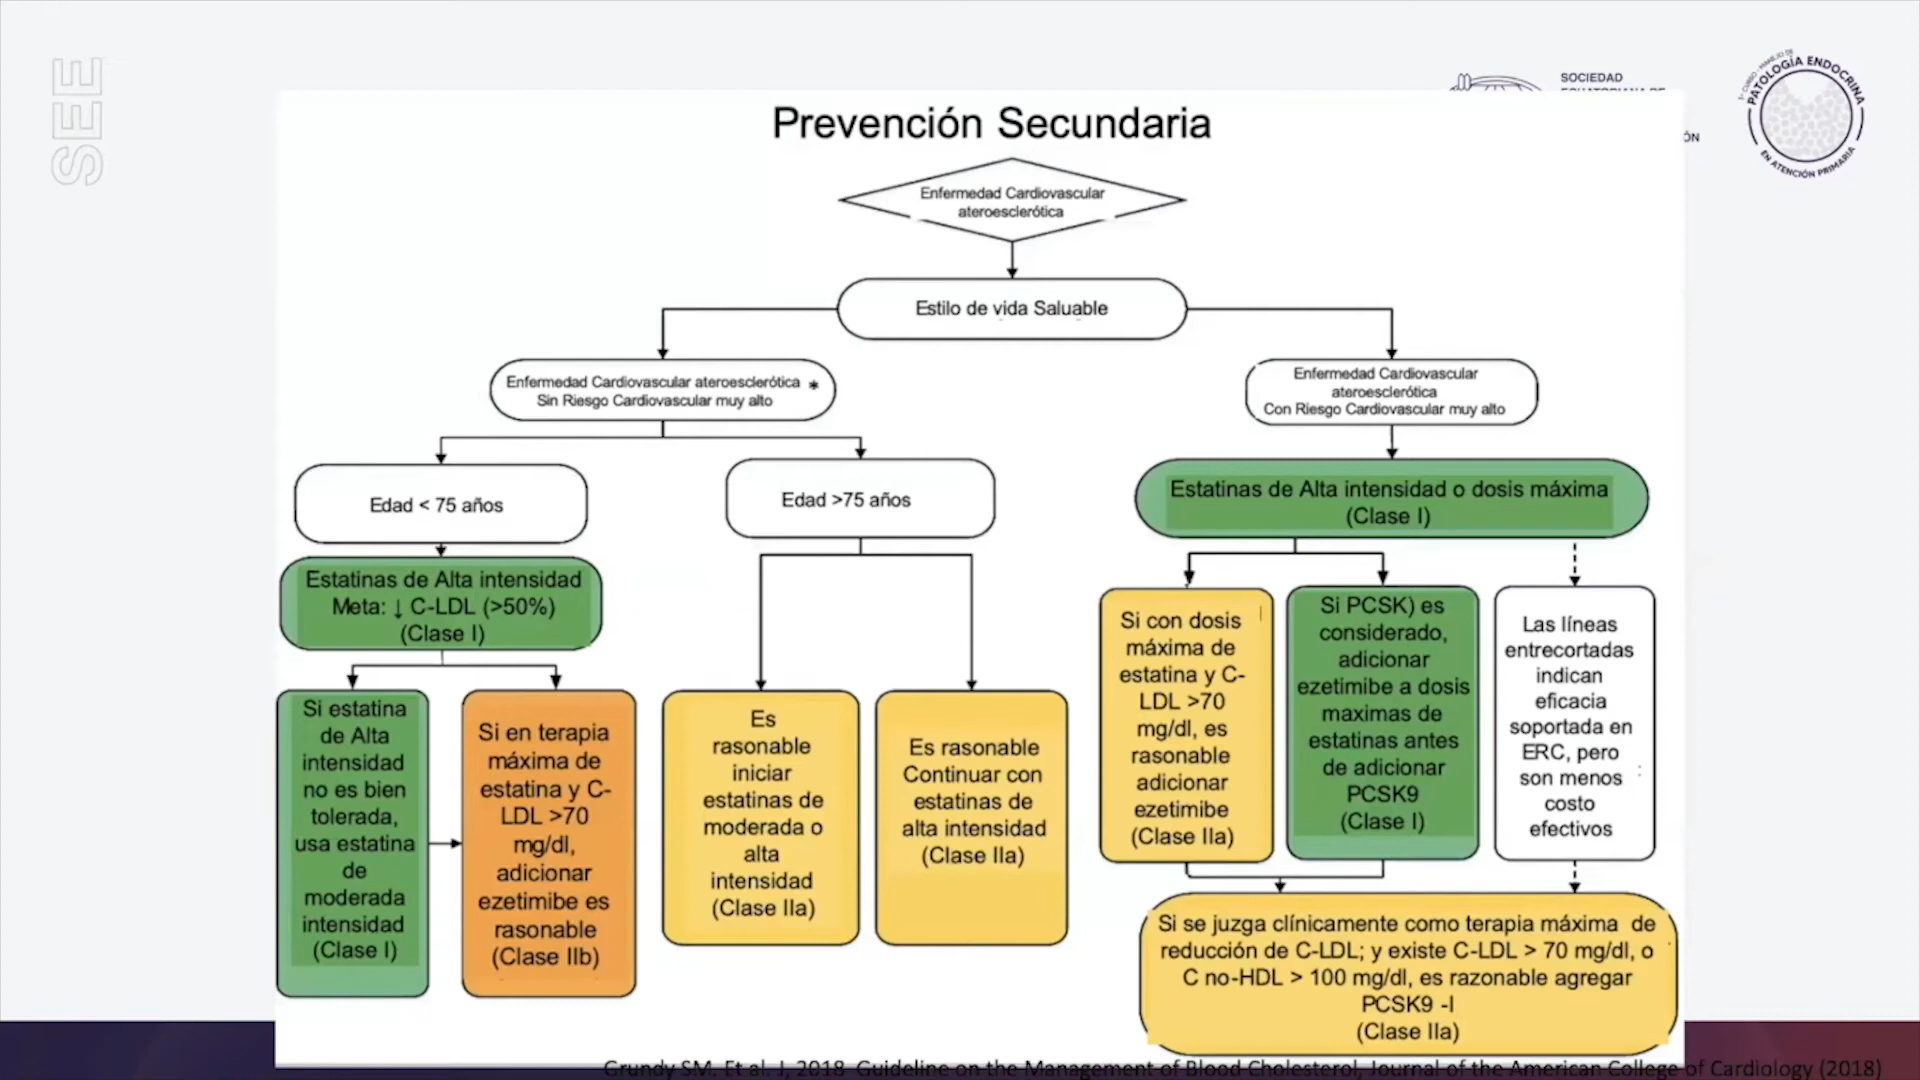 SEE
SOCIEDAD
1er CURSO - MANEJO DE
PATOLOGÍA ENDOCRINA
EN ATENCIÓN PRIMARIA
Prevención Secundaria
Enfermedad Cardiovascular
ateroesclerótica
Estilo de vida Saluable
Enfermedad Cardiovascular ateroesclerótica *
Sin Riesgo Cardiovascular muy alto
Enfermedad Cardiovascular
ateroesclerótica
Con Riesgo Cardiovascular muy alto
Edad < 75 años
Edad >75 años
Estatinas de Alta intensidad o dosis máxima
(Clase I)
Estatinas de Alta intensidad
Meta: ↓ C-LDL (>50%)
(Clase I)
Si estatina
de Alta
intensidad
no es bien
tolerada,
usa estatina
de
moderada
intensidad
(Clase I)
Si en terapia
máxima de
estatina y C-
LDL >70
mg/dl,
adicionar
ezetimibe es
rasonable
(Clase IIb)
Es
rasonable
iniciar
estatinas de
moderada o
alta
intensidad
(Clase IIa)
Es rasonable
Continuar con
estatinas de
alta intensidad
(Clase IIa)
Si con dosis
máxima de
estatina y C-
LDL >70
mg/dl, es
rasonable
adicionar
ezetimibe
(Clase IIa)
Si PCSK) es
considerado,
adicionar
ezetimibe a dosis
maximas de
estatinas antes
de adicionar
PCSK9
(Clase I)
Las líneas
entrecortadas
indican
eficacia
soportada en
ERC, pero
son menos
costo
efectivos
Si se juzga clínicamente como terapia máxima de
reducción de C-LDL; y existe C-LDL > 70 mg/dl, o
C no-HDL > 100 mg/dl, es razonable agregar
PCSK9 -I
(Clase IIa)
Grundy SM. Et al. J, 2018 Guideline on the Management of Blood Cholesterol, Journal of the American College of Cardiology (2018)